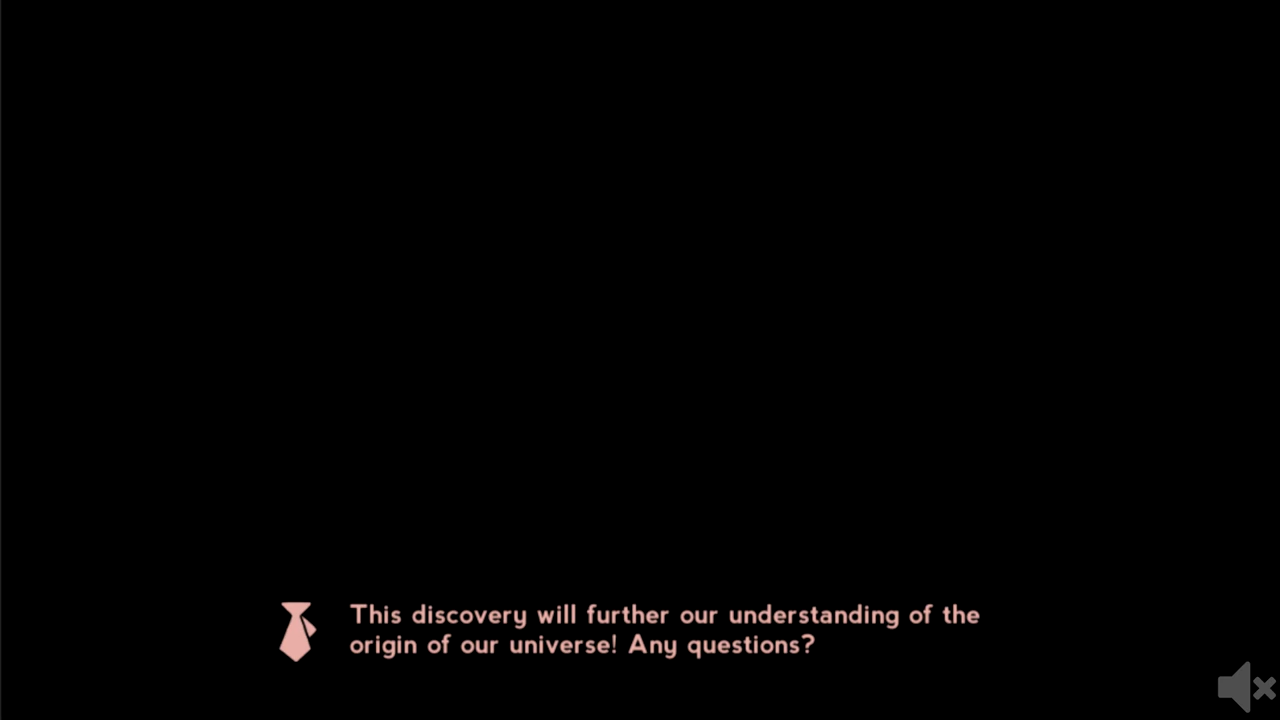 This discovery will further our understanding of the
origin of our universe! Any questions?